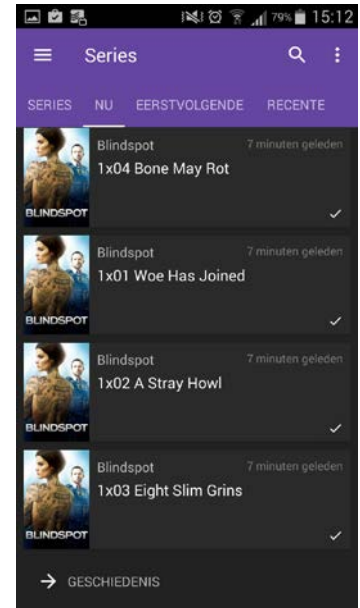 79% 15:12
Series
SERIES NU EERSTVOLGENDE RECENTE
Blindspot 7 minuten geleden
1x04 Bone May Rot
BLINDSPOT
Blindspot 7 minuten geleden
1x01 Woe Has Joined
BLINDSPOT
Blindspot 7 minuten geleden
1x02 A Stray Howl
BLINDSPOT
Blindspot 7 minuten geleden
1x03 Eight Slim Grins
BLINDSPOT
GESCHIEDENIS